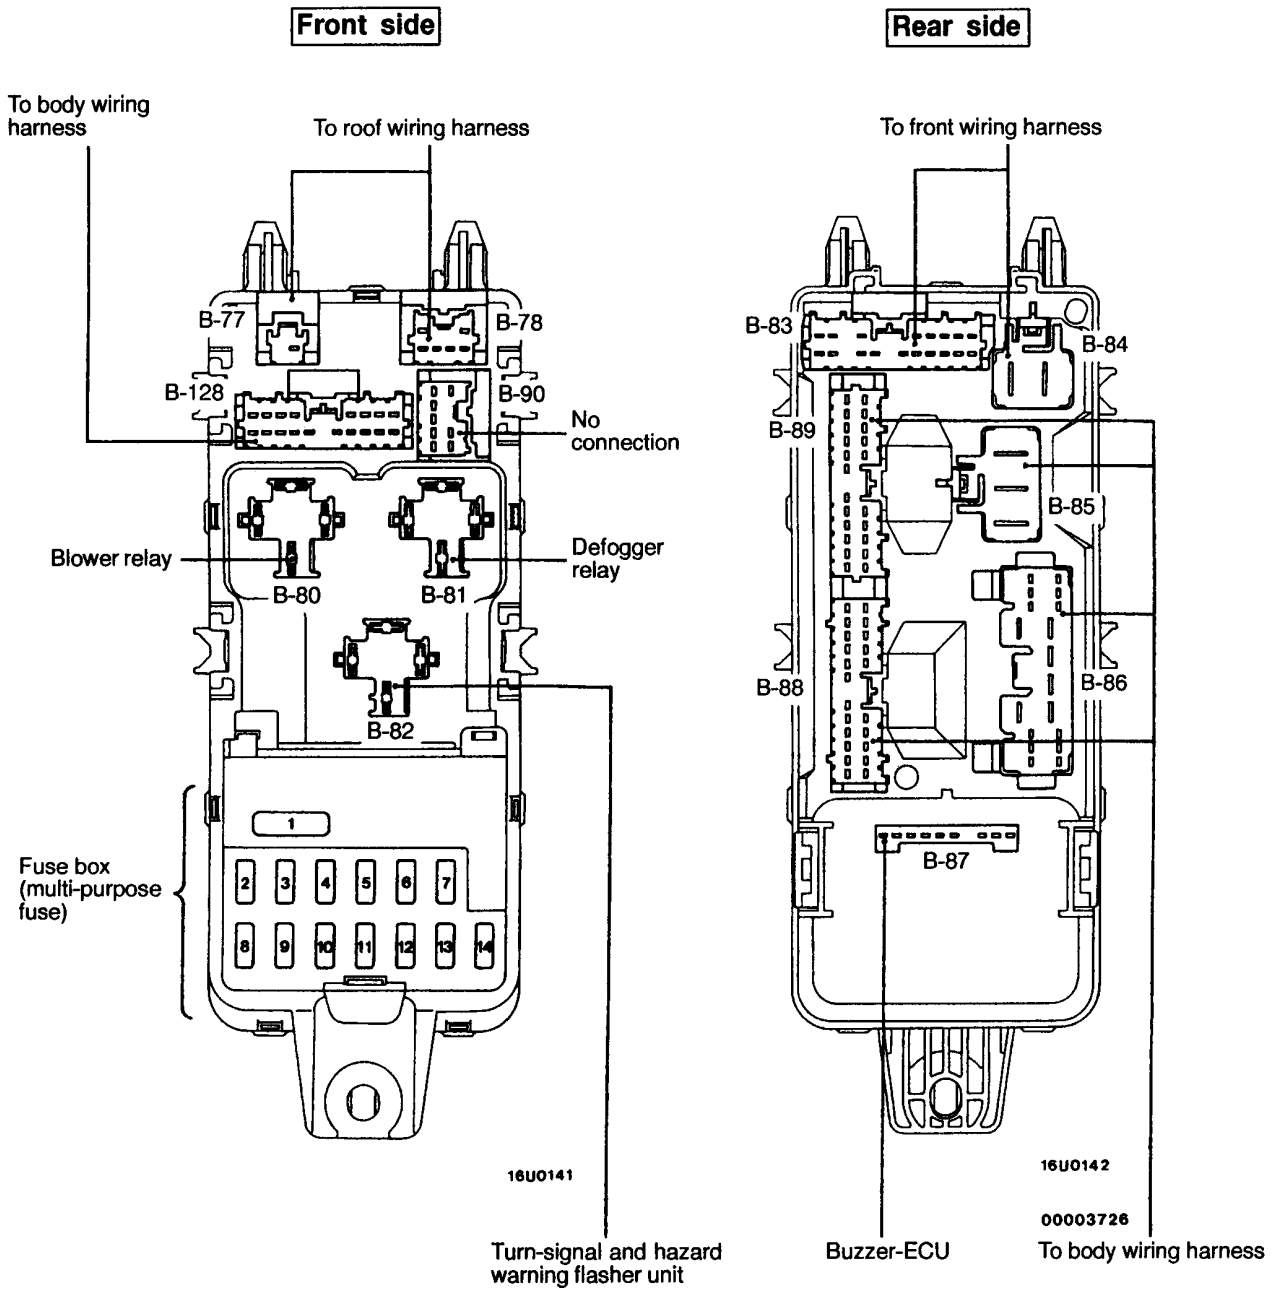 Front side
Rear side
To body wiring
harness
To roof wiring harness
To front wiring harness
B-77
B-78
B-128
B-90
No
connection
B-83
B-84
B-89
B-85
Blower relay
Defogger
relay
B-80
B-81
B-82
B-88
B-86
Fuse box
(multi-purpose
fuse)
1
2 3 4 5 6 7
8 9 10 11 12 13 14
B-87
16U0141
16U0142
00003726
Turn-signal and hazard
warning flasher unit
Buzzer-ECU
To body wiring harness